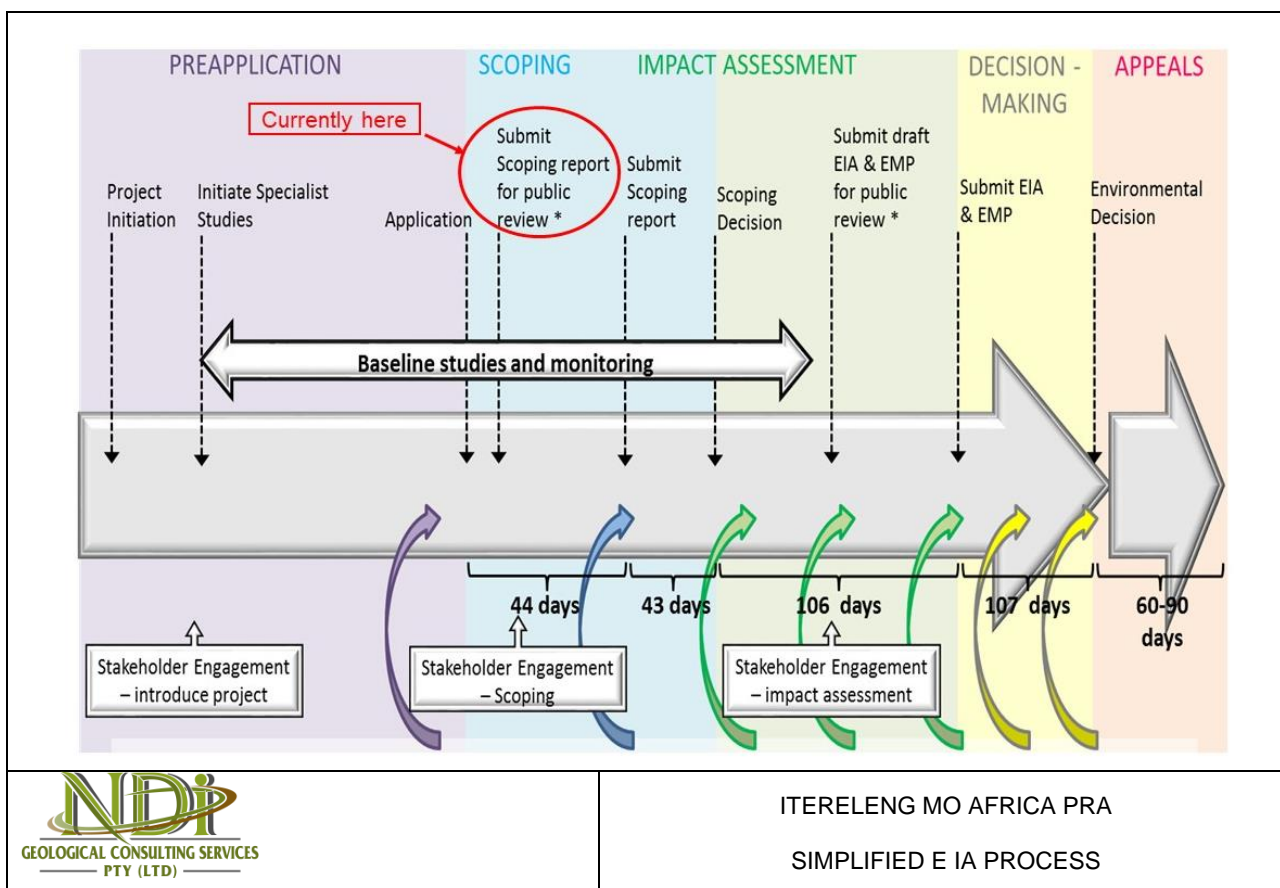 PREAPPLICATION
SCOPING
IMPACT ASSESSMENT
DECISION -
MAKING
APPEALS
Currently here
Project
Initiation
Initiate Specialist
Studies
Application
Submit
Scoping report
for public
review *
Submit
Scoping
report
Scoping
Decision
Submit draft
EIA & EMP
for public
review *
Submit EIA
& EMP
Environmental
Decision
Baseline studies and monitoring
44 days
43 days
106 days
107 days
60-90
days
Stakeholder Engagement
– introduce project
Stakeholder Engagement
– Scoping
Stakeholder Engagement
– impact assessment
NDi
GEOLOGICAL CONSULTING SERVICES
PTY (LTD)
ITERELENG MO AFRICA PRA
SIMPLIFIED E IA PROCESS